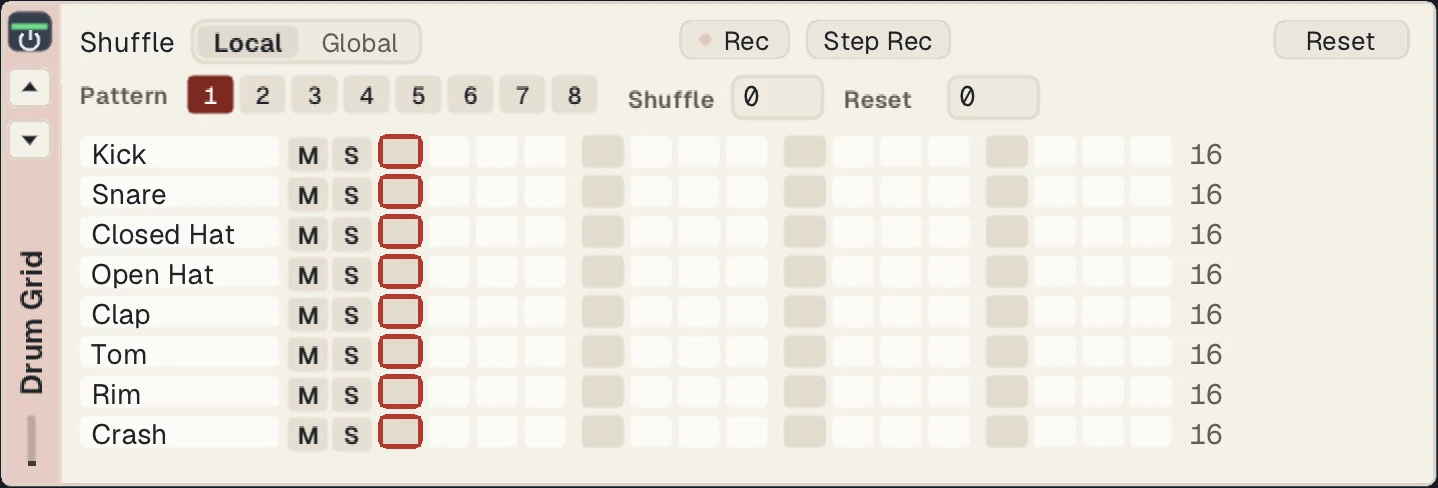 Shuffle Local Global Rec Step Rec Reset
Pattern 1 2 3 4 5 6 7 8 Shuffle 0 Reset 0
Kick M S 16
Snare M S 16
Closed Hat M S 16
Open Hat M S 16
Clap M S 16
Tom M S 16
Rim M S 16
Crash M S 16
Drum Grid